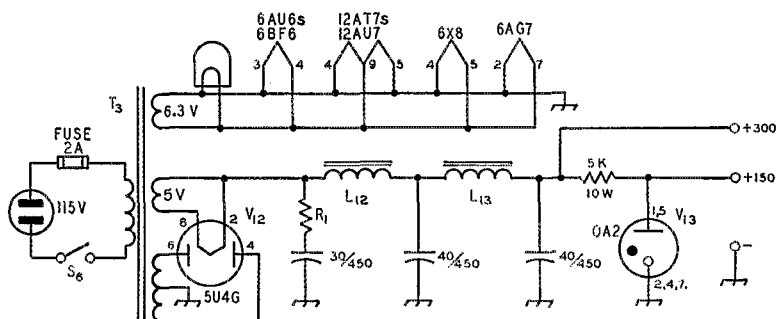 6AU6s 12AT7s 6X8 6AG7
6BF6 12AU7
3 4 4 9 5 4 5 2 7
T3
6.3 V
FUSE
2A
115V
S6
5V
8 2 V12
6 4
5U4G
R1
30/450
L12
40/450
L13
40/450
5K
10W
+300
+150
1,5 V13
OA2
2,4,7,
-